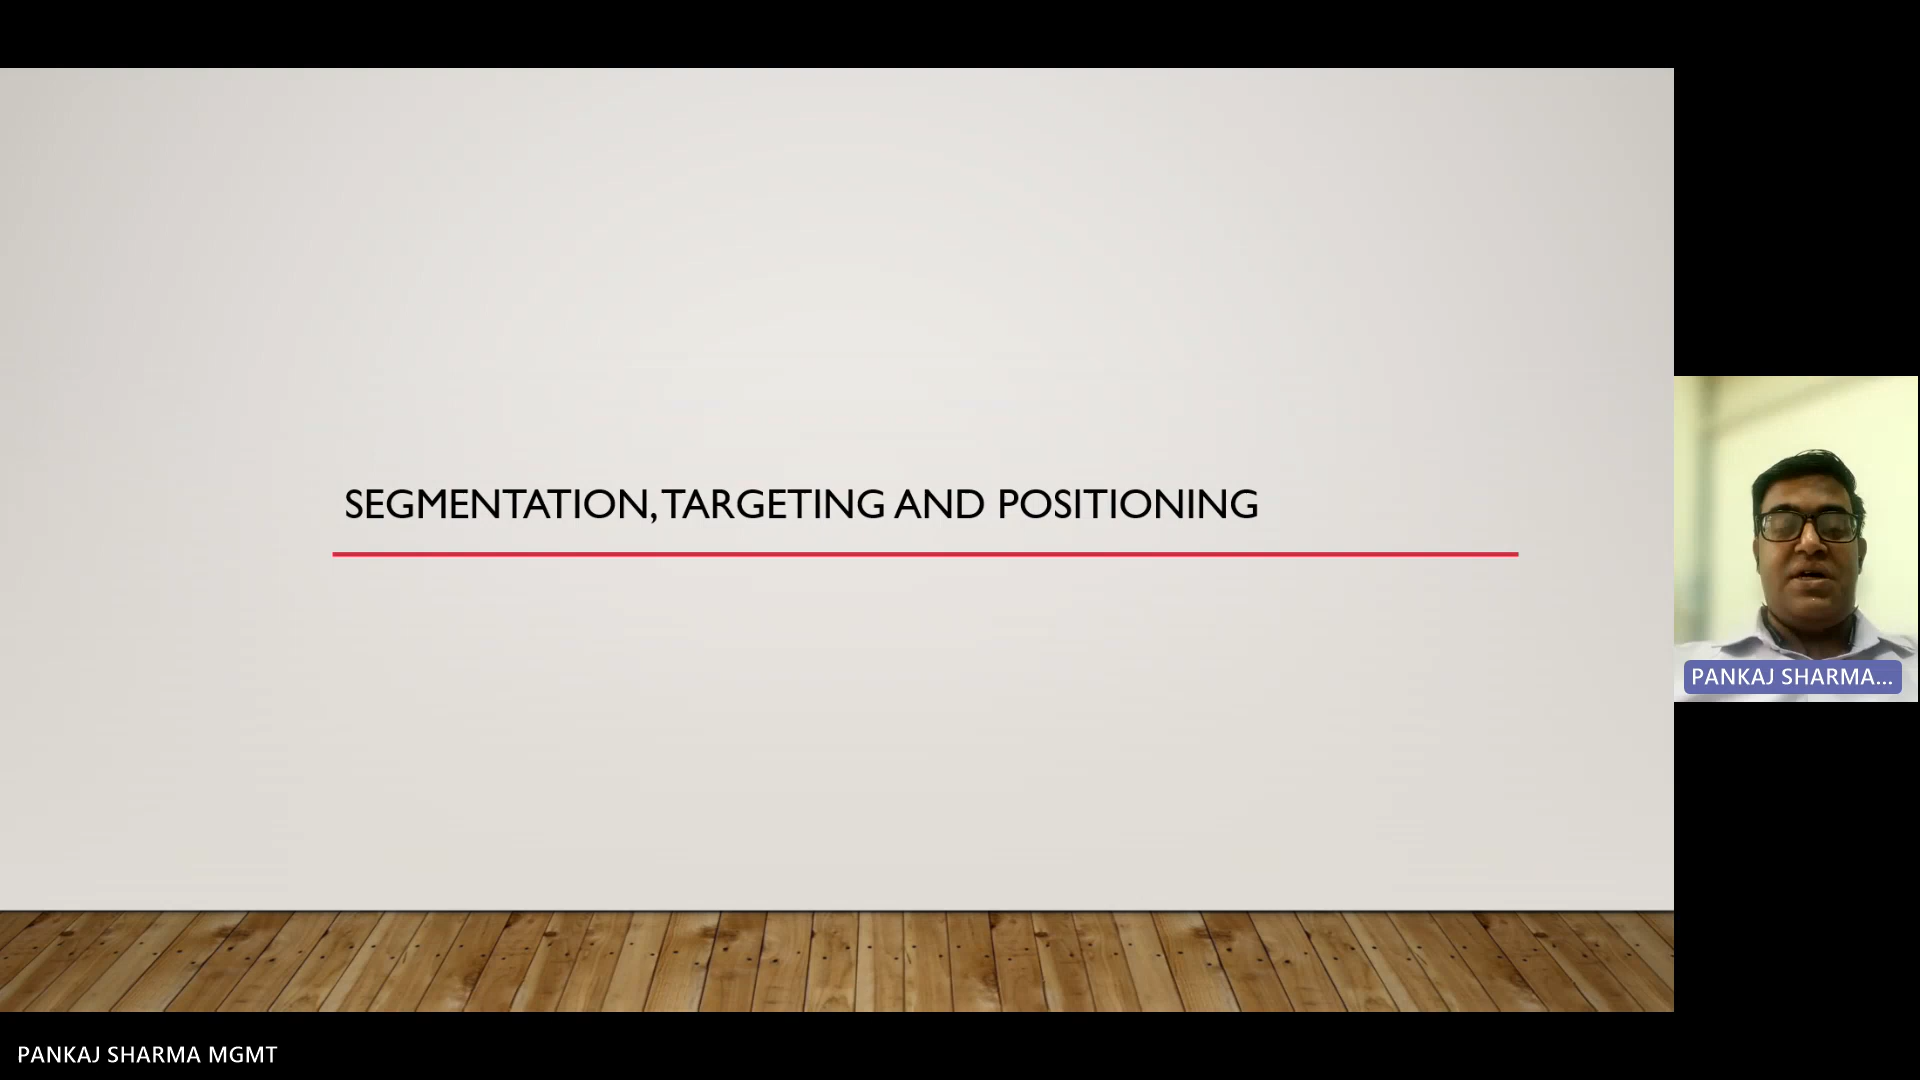 SEGMENTATION, TARGETING AND POSITIONING
PANKAJ SHARMA...
PANKAJ SHARMA MGMT